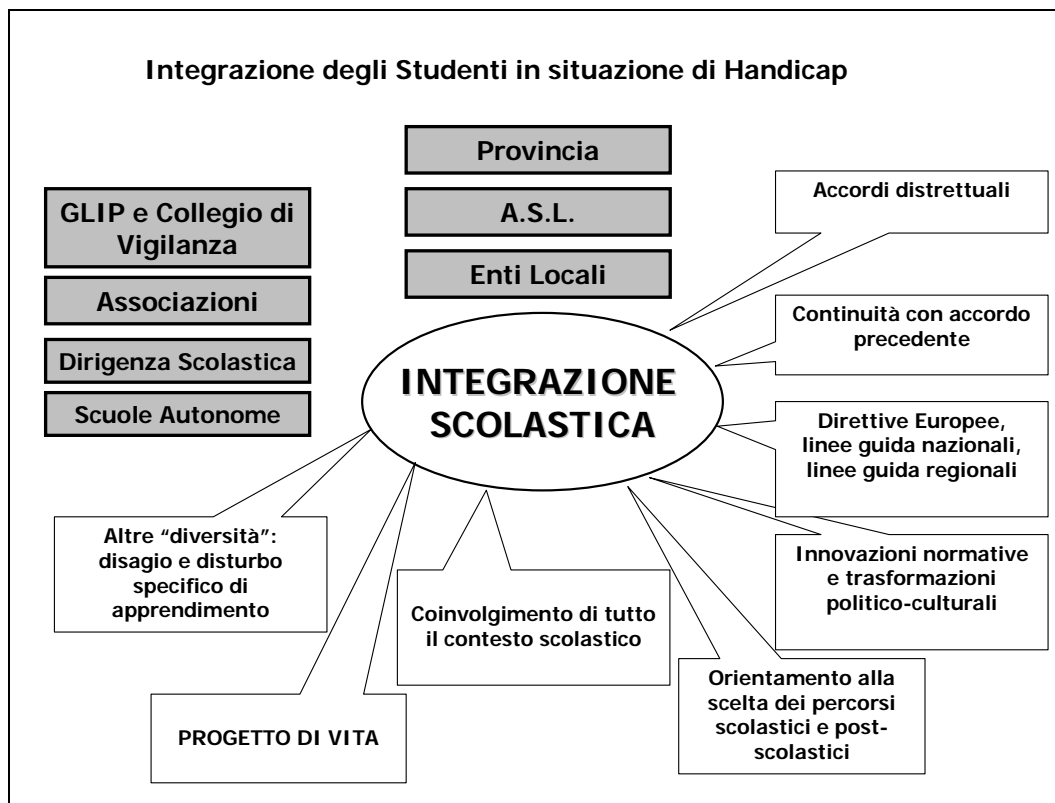 Integrazione degli Studenti in situazione di Handicap
Provincia
A.S.L.
Enti Locali
GLIP e Collegio di
Vigilanza
Associazioni
Dirigenza Scolastica
Scuole Autonome
INTEGRAZIONE
SCOLASTICA
Accordi distrettuali
Continuità con accordo
precedente
Direttive Europee,
linee guida nazionali,
linee guida regionali
Innovazioni normative
e trasformazioni
politico-culturali
Altre "diversità":
disagio e disturbo
specifico di
apprendimento
Coinvolgimento di tutto
il contesto scolastico
Orientamento alla
scelta dei percorsi
scolastici e post-
scolastici
PROGETTO DI VITA